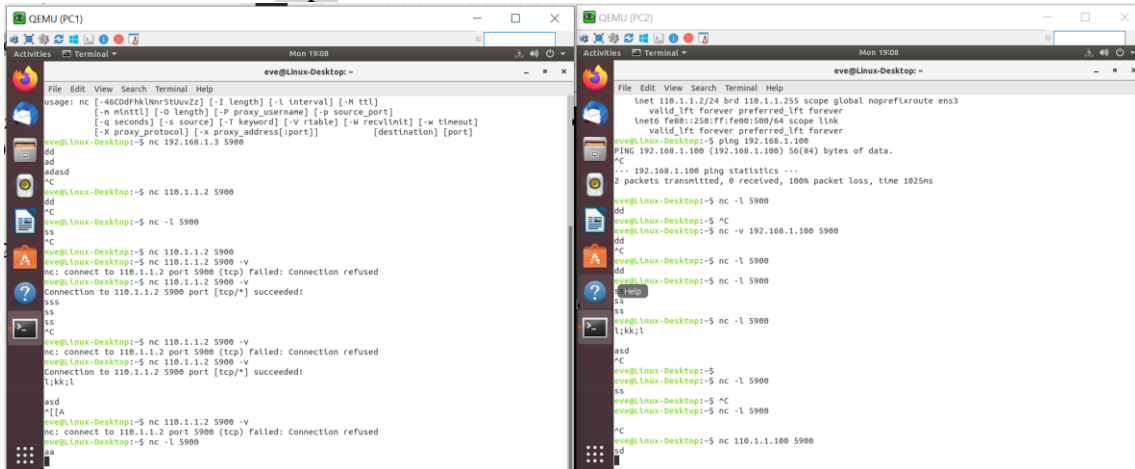 QEMU (PC1)
Activities Terminal Mon 19:08
eve@Linux-Desktop: ~
File Edit View Search Terminal Help
usage: nc [-46CDdFhklNnrStUuvZz] [-I length] [-i interval] [-M ttl]
[-m minttl] [-O length] [-P proxy_username] [-p source_port]
[-q seconds] [-s source] [-T keyword] [-V rtable] [-W recvlimit] [-w timeout]
[-X proxy_protocol] [-x proxy_address[:port]] [destination] [port]
eve@Linux-Desktop:~$ nc 192.168.1.3 5900
dd
ad
adasd
^C
eve@Linux-Desktop:~$ nc 110.1.1.2 5900
dd
^C
eve@Linux-Desktop:~$ nc -l 5900
ss
^C
eve@Linux-Desktop:~$ nc 110.1.1.2 5900
eve@Linux-Desktop:~$ nc 110.1.1.2 5900 -v
nc: connect to 110.1.1.2 port 5900 (tcp) failed: Connection refused
eve@Linux-Desktop:~$ nc 110.1.1.2 5900 -v
Connection to 110.1.1.2 5900 port [tcp/*] succeeded!
sss
ss
ss
^C
eve@Linux-Desktop:~$ nc 110.1.1.2 5900 -v
nc: connect to 110.1.1.2 port 5900 (tcp) failed: Connection refused
eve@Linux-Desktop:~$ nc 110.1.1.2 5900 -v
Connection to 110.1.1.2 5900 port [tcp/*] succeeded!
l;kk;l
asd
^[[A
eve@Linux-Desktop:~$ nc 110.1.1.2 5900 -v
nc: connect to 110.1.1.2 port 5900 (tcp) failed: Connection refused
eve@Linux-Desktop:~$ nc -l 5900
aa
QEMU (PC2)
Activities Terminal Mon 19:08
eve@Linux-Desktop: ~
File Edit View Search Terminal Help
inet 110.1.1.2/24 brd 110.1.1.255 scope global noprefixroute ens3
valid_lft forever preferred_lft forever
inet6 fe80::250:ff:fe00:500/64 scope link
valid_lft forever preferred_lft forever
eve@Linux-Desktop:~$ ping 192.168.1.100
PING 192.168.1.100 (192.168.1.100) 56(84) bytes of data.
^C
--- 192.168.1.100 ping statistics ---
2 packets transmitted, 0 received, 100% packet loss, time 1025ms
eve@Linux-Desktop:~$ nc -l 5900
dd
eve@Linux-Desktop:~$ ^C
eve@Linux-Desktop:~$ nc -v 192.168.1.100 5900
dd
^C
eve@Linux-Desktop:~$ nc -l 5900
dd
eve@Linux-Desktop:~$ nc -l 5900
Help
ss
ss
eve@Linux-Desktop:~$ nc -l 5900
l;kk;l
asd
^C
eve@Linux-Desktop:~$
eve@Linux-Desktop:~$ nc -l 5900
ss
eve@Linux-Desktop:~$ ^C
eve@Linux-Desktop:~$ nc -l 5900
^C
eve@Linux-Desktop:~$ nc 110.1.1.100 5900
sd